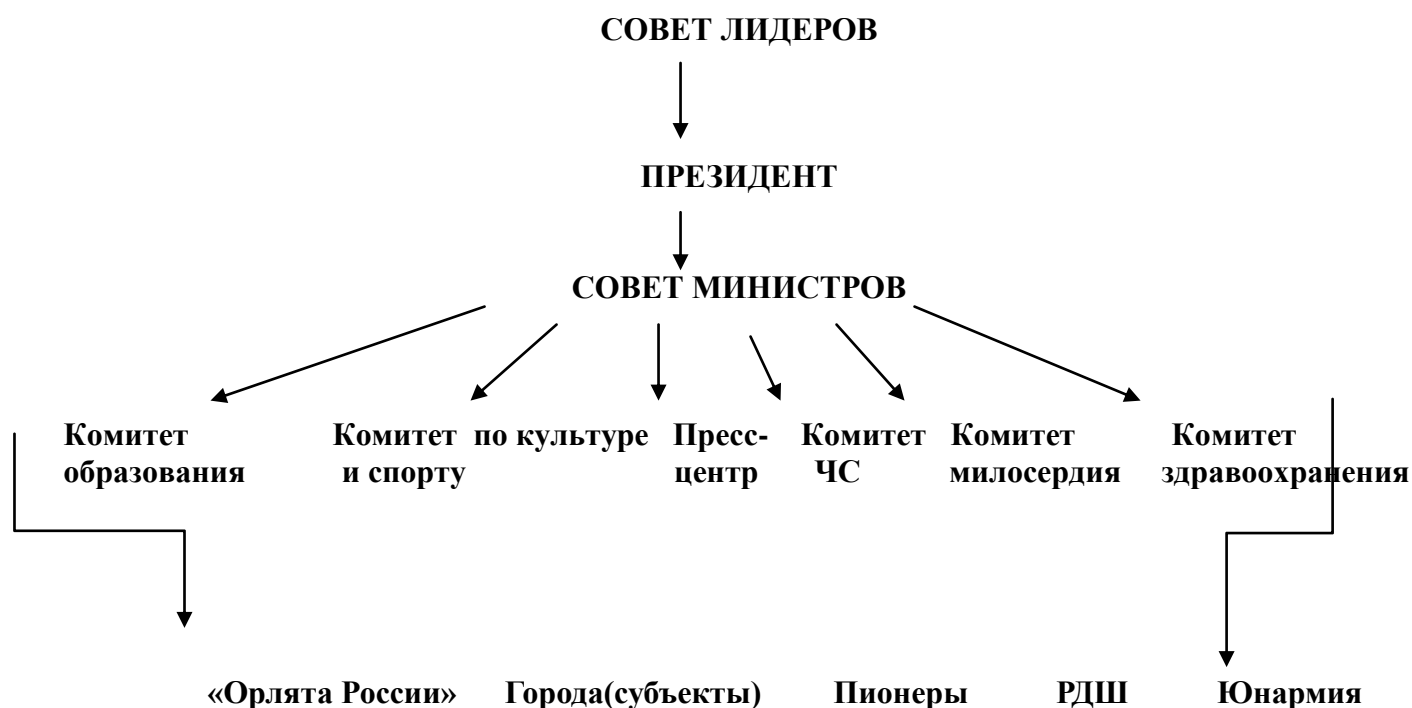 СОВЕТ ЛИДЕРОВ
ПРЕЗИДЕНТ
СОВЕТ МИНИСТРОВ
Комитет Комитет по культуре Пресс- Комитет Комитет Комитет
образования и спорту центр ЧС милосердия здравоохранения
«Орлята России» Города(субъекты) Пионеры РДШ Юнармия